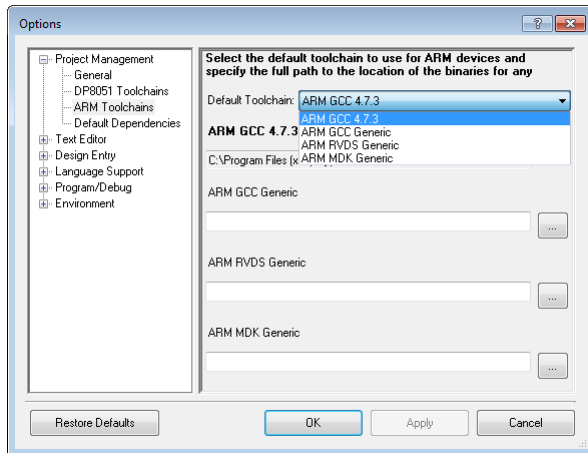 Options
Project Management
General
DP8051 Toolchains
ARM Toolchains
Default Dependencies
Text Editor
Design Entry
Language Support
Program/Debug
Environment
Select the default toolchain to use for ARM devices and
specify the full path to the location of the binaries for any
Default Toolchain: ARM GCC 4.7.3
ARM GCC 4.7.3
ARM GCC Generic
ARM RVDS Generic
ARM MDK Generic
ARM GCC 4.7.3
C:\Program Files
ARM GCC Generic
...
ARM RVDS Generic
...
ARM MDK Generic
...
Restore Defaults
OK
Apply
Cancel